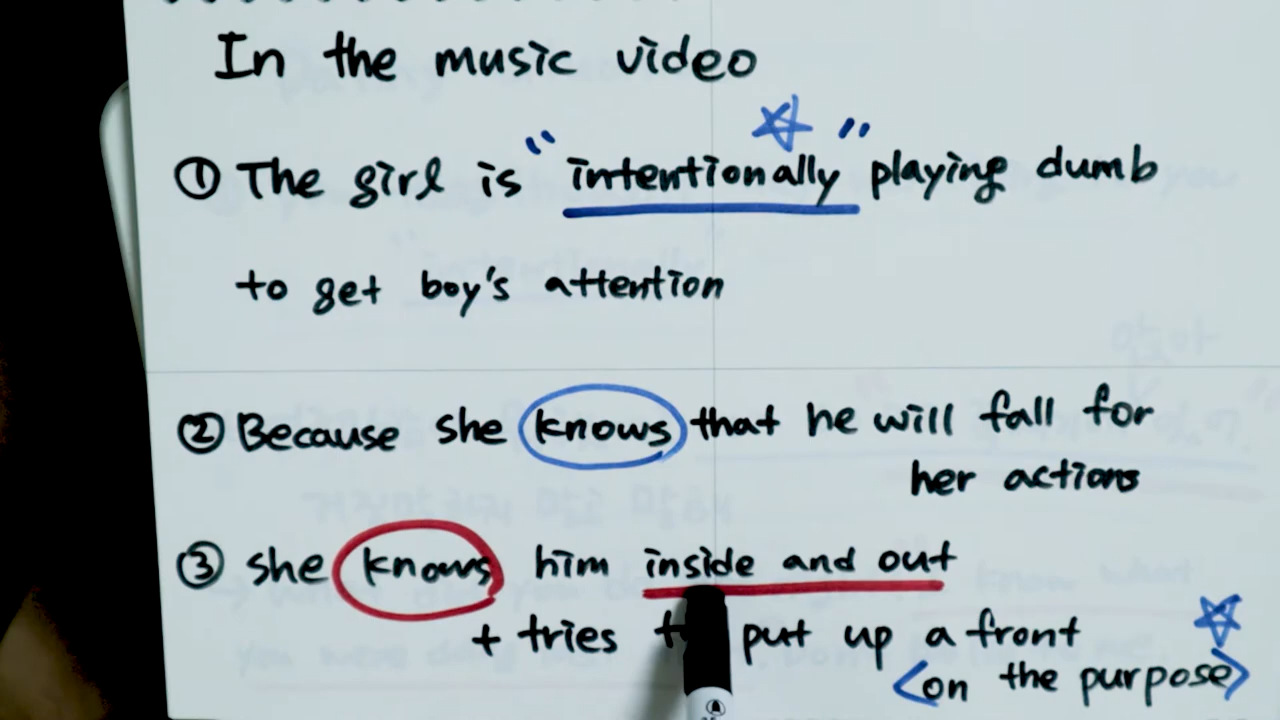 In the music video
① The girl is "intentionally" playing dumb
to get boy's attention
② Because she knows that he will fall for
her actions
③ she knows him inside and out
+ tries put up a front
<on the purpose>